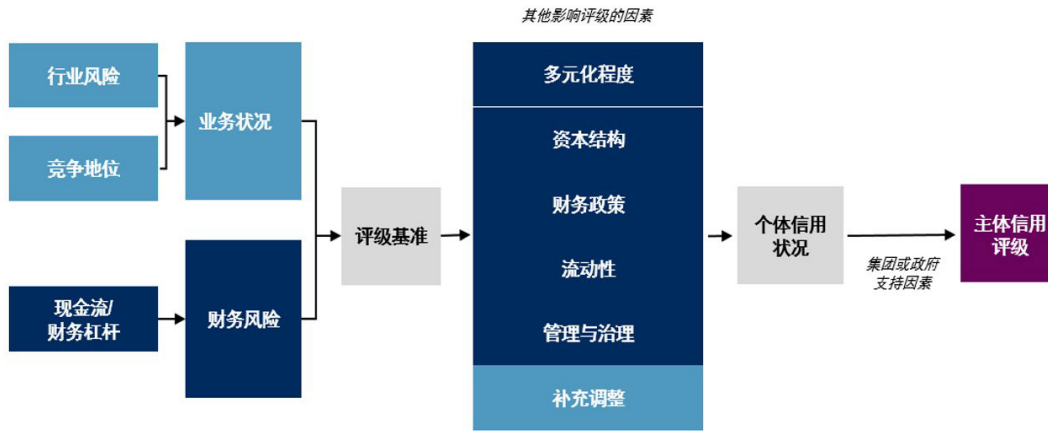 其他影响评级的因素
行业风险
竞争地位
业务状况
现金流/
财务杠杆
财务风险
评级基准
多元化程度
资本结构
财务政策
流动性
管理与治理
补充调整
个体信用
状况
集团或政府
支持因素
主体信用
评级